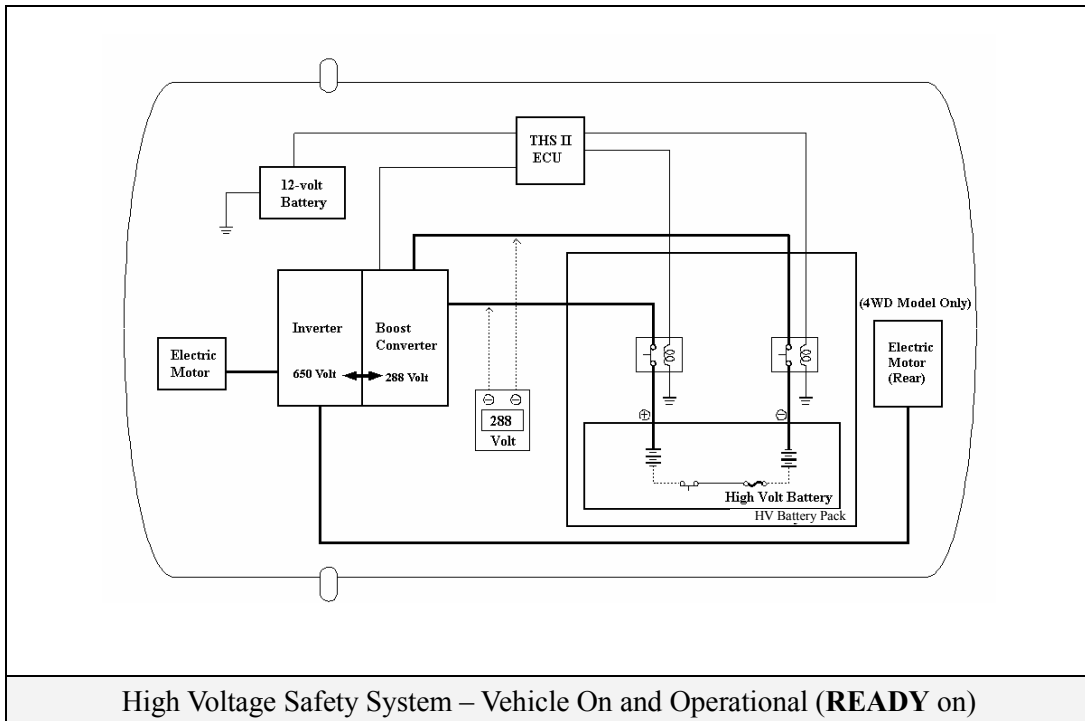 THS II
ECU
12-volt
Battery
(4WD Model Only)
Inverter
Boost
Converter
Electric
Motor
650 Volt
288 Volt
Electric
Motor
(Rear)
288
Volt
High Volt Battery
HV Battery Pack
High Voltage Safety System – Vehicle On and Operational (READY on)